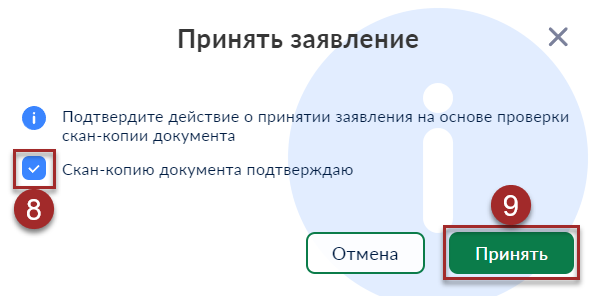 Принять заявление
Подтвердите действие о принятии заявления на основе проверки
скан-копии документа
Скан-копию документа подтверждаю
8
9
Отмена
Принять